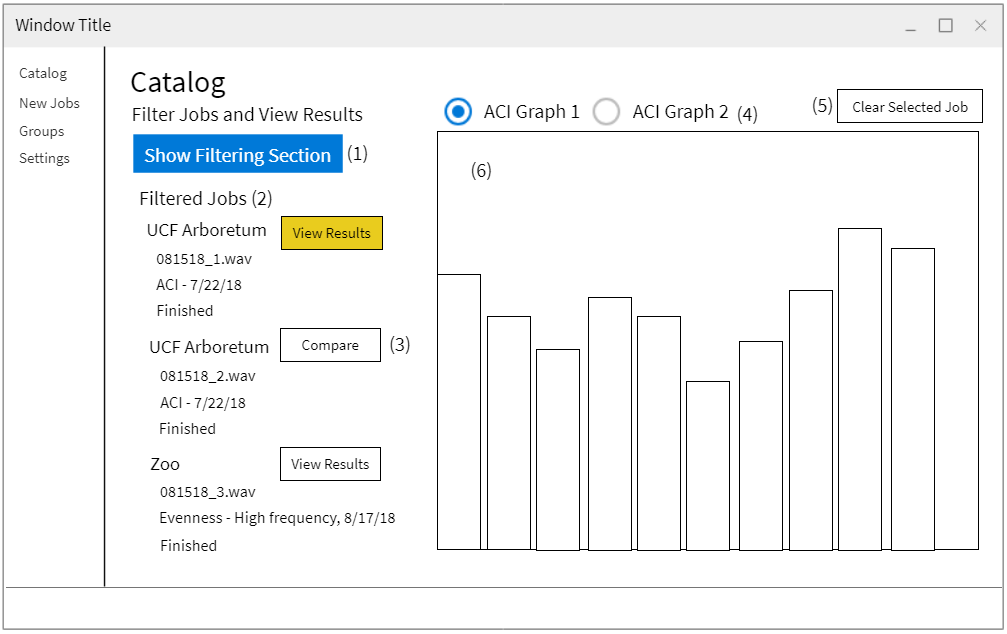 Window Title
Catalog
New Jobs
Groups
Settings
Catalog
Filter Jobs and View Results
Show Filtering Section (1)
Filtered Jobs (2)
UCF Arboretum View Results
081518_1.wav
ACI - 7/22/18
Finished
UCF Arboretum Compare (3)
081518_2.wav
ACI - 7/22/18
Finished
Zoo View Results
081518_3.wav
Evenness - High frequency, 8/17/18
Finished
ACI Graph 1 ACI Graph 2 (4)
(5) Clear Selected Job
(6)